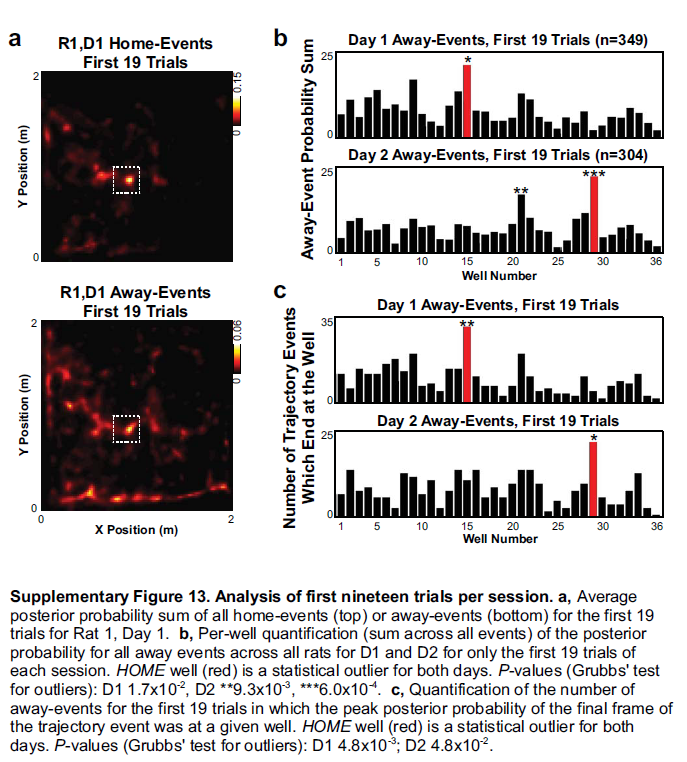 a
R1,D1 Home-Events
First 19 Trials
2
Y Position (m)
0
0.15
0
R1,D1 Away-Events
First 19 Trials
2
Y Position (m)
0
0.06
0
0
2
X Position (m)
b
Day 1 Away-Events, First 19 Trials (n=349)
Away-Event Probability Sum
25
0
*
Day 2 Away-Events, First 19 Trials (n=304)
25
0
**
***
1 5 10 15 20 25 30 36
Well Number
c
Day 1 Away-Events, First 19 Trials
Number of Trajectory Events
Which End at the Well
35
0
**
Day 2 Away-Events, First 19 Trials
25
0
*
1 5 10 15 20 25 30 36
Well Number
Supplementary Figure 13. Analysis of first nineteen trials per session. a, Average
posterior probability sum of all home-events (top) or away-events (bottom) for the first 19
trials for Rat 1, Day 1. b, Per-well quantification (sum across all events) of the posterior
probability for all away events across all rats for D1 and D2 for only the first 19 trials of
each session. HOME well (red) is a statistical outlier for both days. P-values (Grubbs' test
for outliers): D1 1.7x10⁻², D2 **9.3x10⁻³, ***6.0x10⁻⁴. c, Quantification of the number of
away-events for the first 19 trials in which the peak posterior probability of the final frame of
the trajectory event was at a given well. HOME well (red) is a statistical outlier for both
days. P-values (Grubbs' test for outliers): D1 4.8x10⁻³; D2 4.8x10⁻².